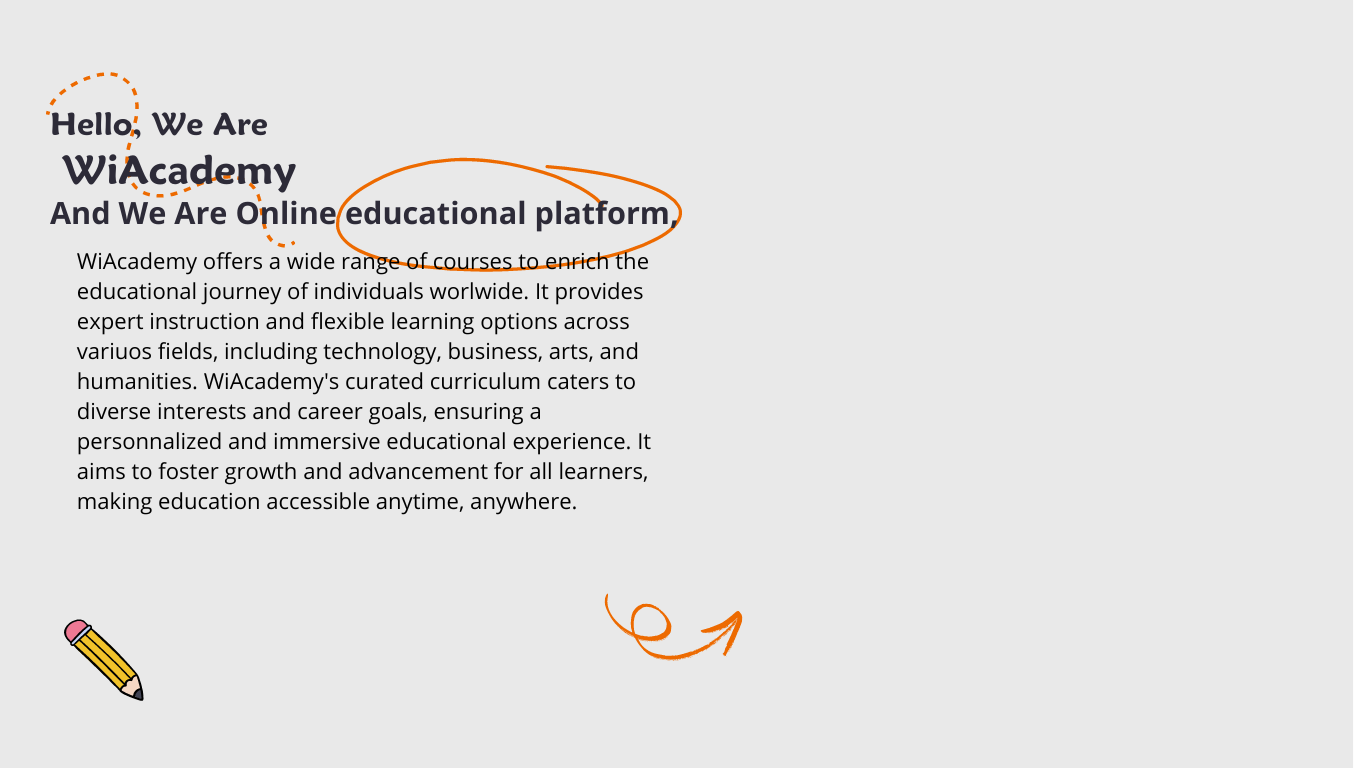 Hello, We Are
WiAcademy
And We Are Online educational platform,
WiAcademy offers a wide range of courses to enrich the
educational journey of individuals worlwide. It provides
expert instruction and flexible learning options across
variuos fields, including technology, business, arts, and
humanities. WiAcademy's curated curriculum caters to
diverse interests and career goals, ensuring a
personnalized and immersive educational experience. It
aims to foster growth and advancement for all learners,
making education accessible anytime, anywhere.